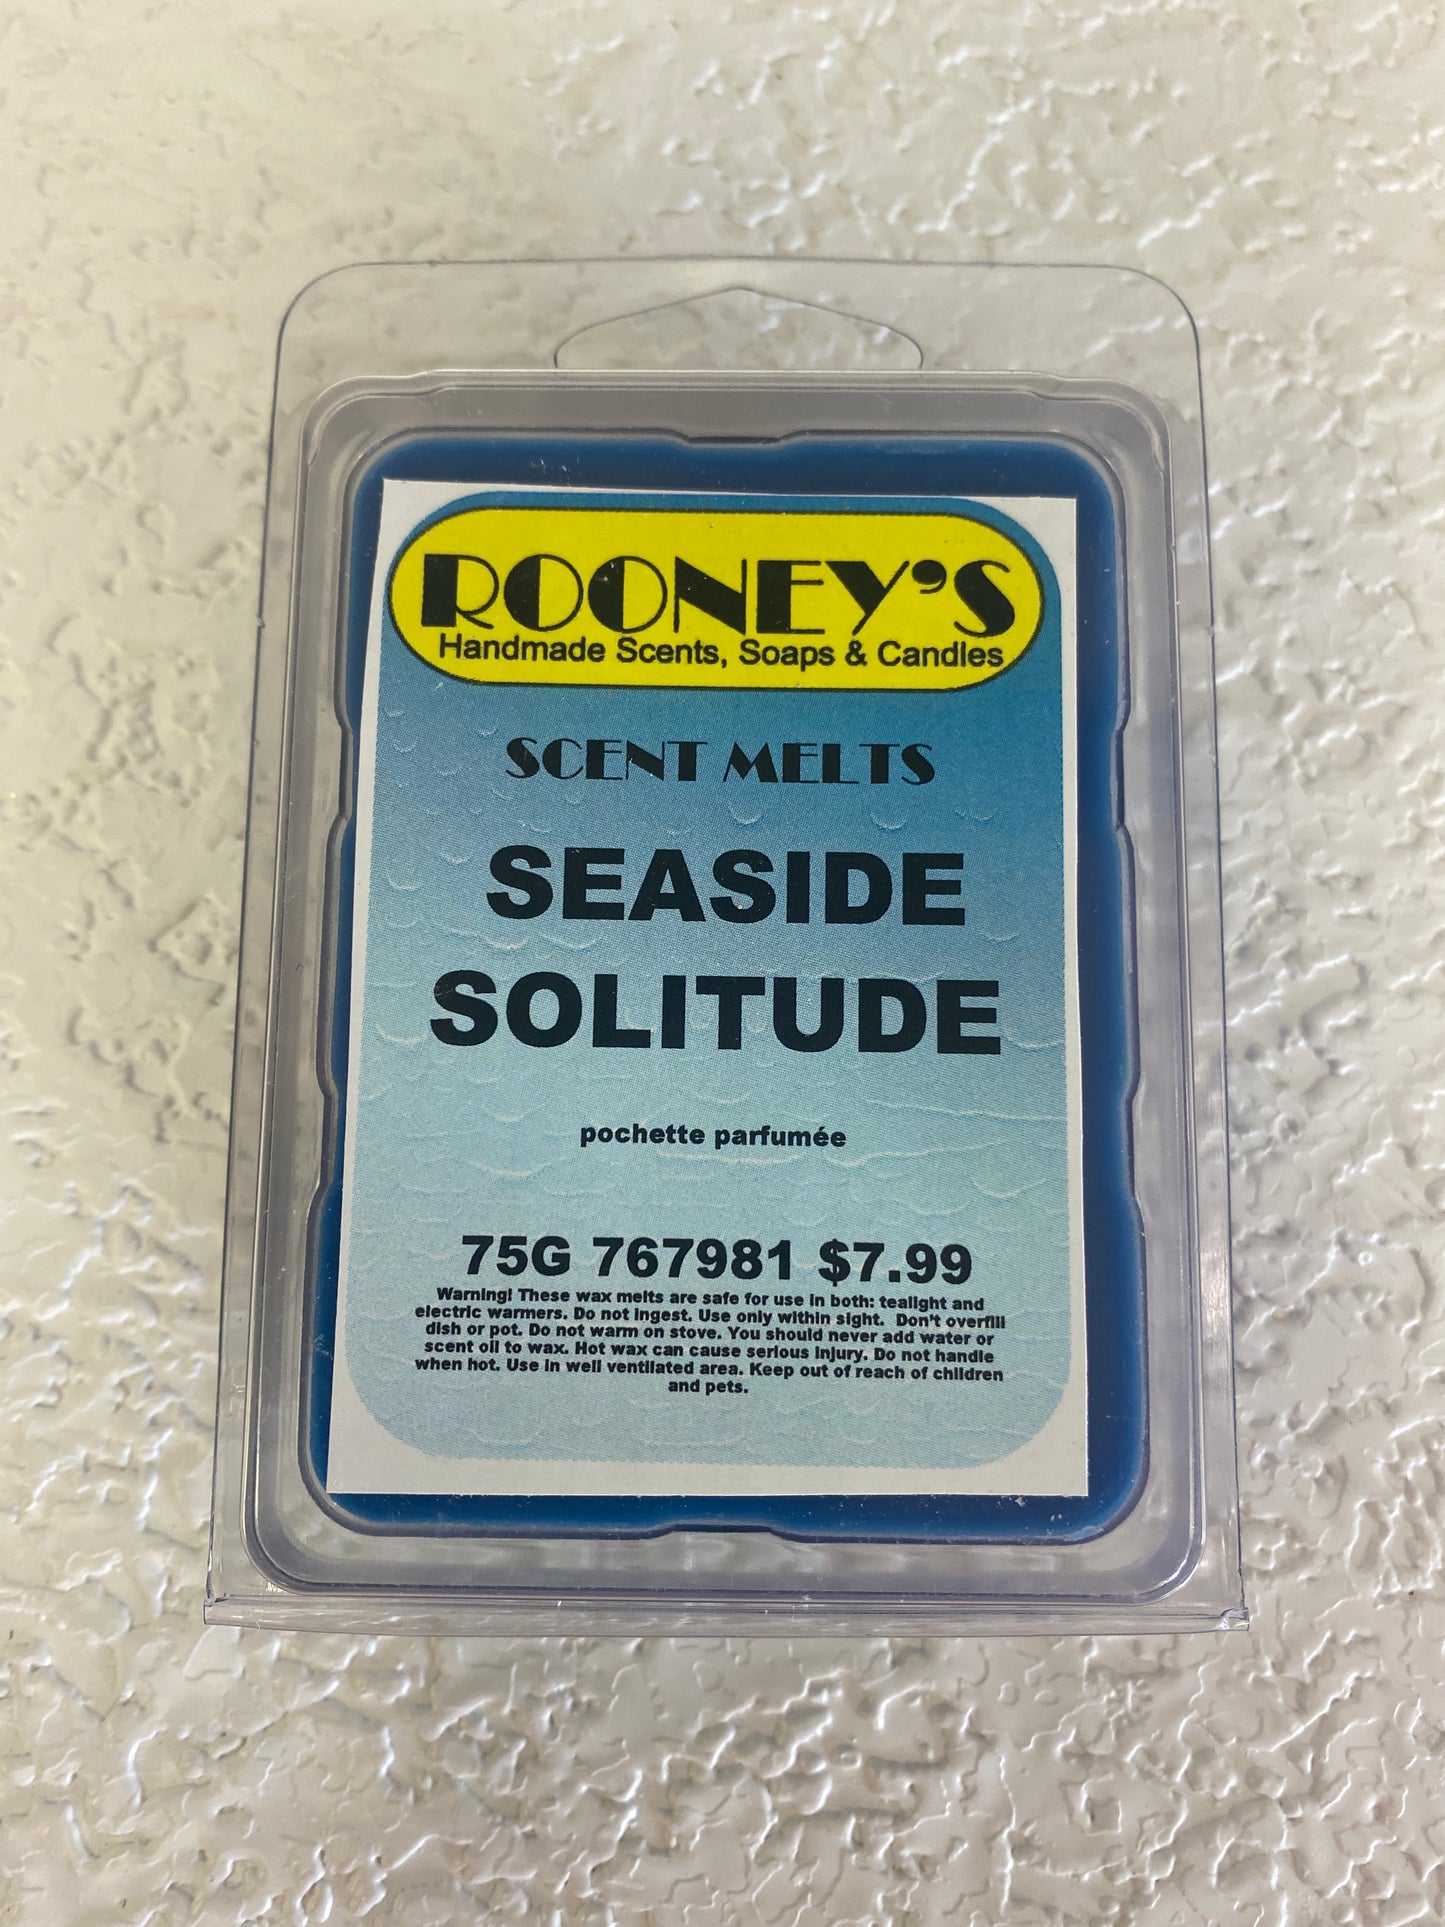 ROONEY'S
Handmade Scents, Soaps & Candles
SCENT MELTS
SEASIDE
SOLITUDE
pochette parfumée
75G 767981 $7.99
Warning! These wax melts are safe for use in both: tealight and
electric warmers. Do not ingest. Use only within sight. Don't overfill
dish or pot. Do not warm on stove. You should never add water or
scent oil to wax. Hot wax can cause serious injury. Do not handle
when hot. Use in well ventilated area. Keep out of reach of children
and pets.